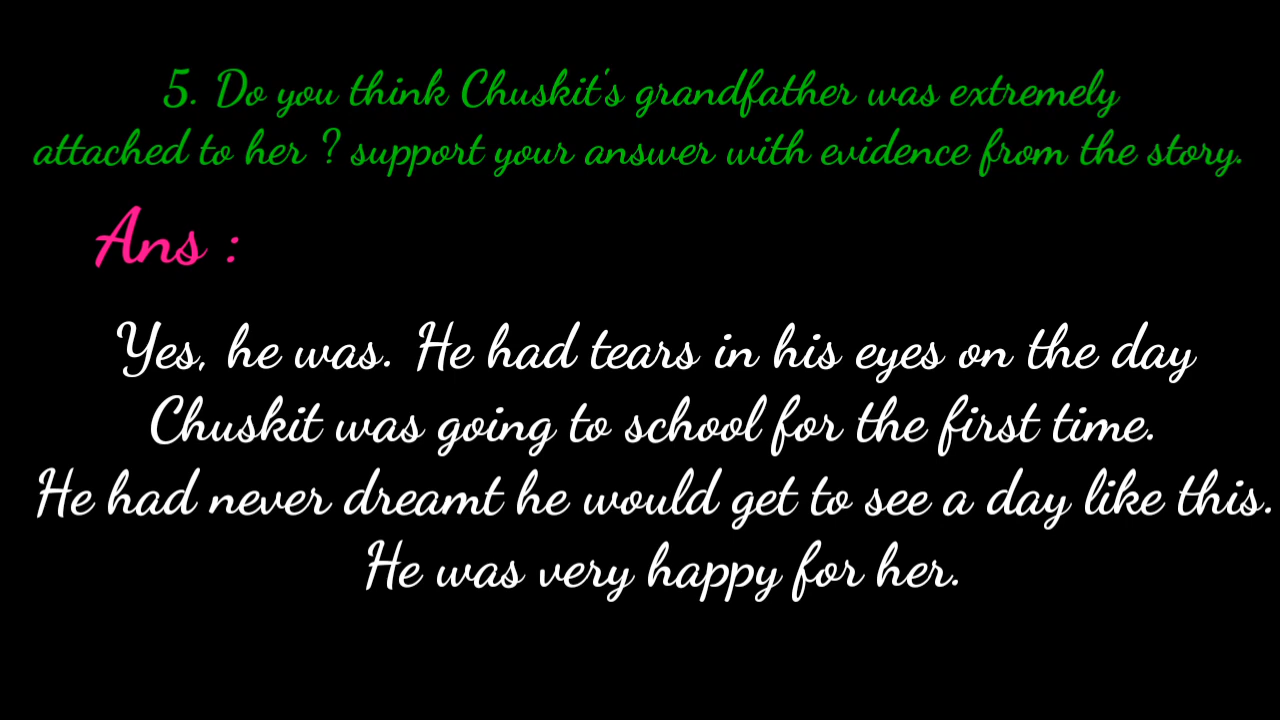 5. Do you think Chuskit's grandfather was extremely
attached to her ? support your answer with evidence from the story.
Ans :
Yes, he was. He had tears in his eyes on the day
Chuskit was going to school for the first time.
He had never dreamt he would get to see a day like this.
He was very happy for her.